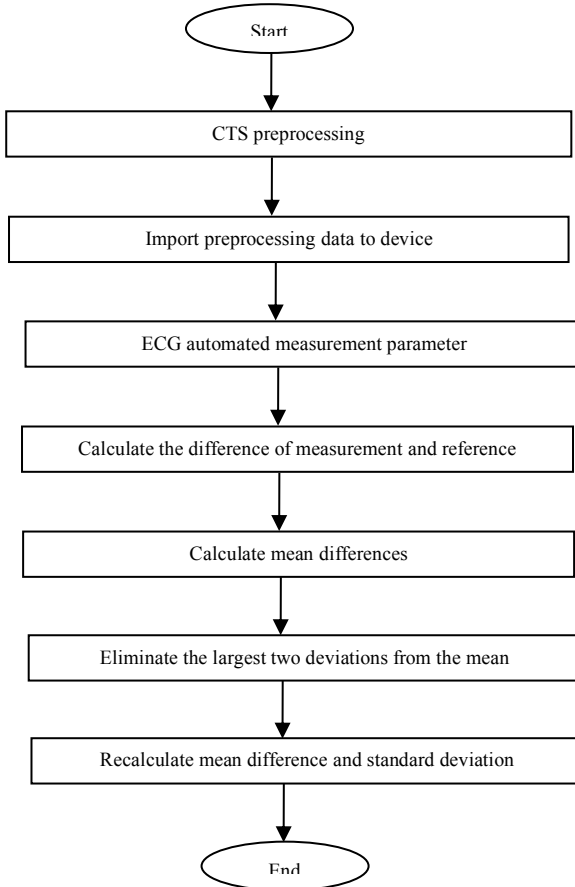 Start
CTS preprocessing
Import preprocessing data to device
ECG automated measurement parameter
Calculate the difference of measurement and reference
Calculate mean differences
Eliminate the largest two deviations from the mean
Recalculate mean difference and standard deviation
End